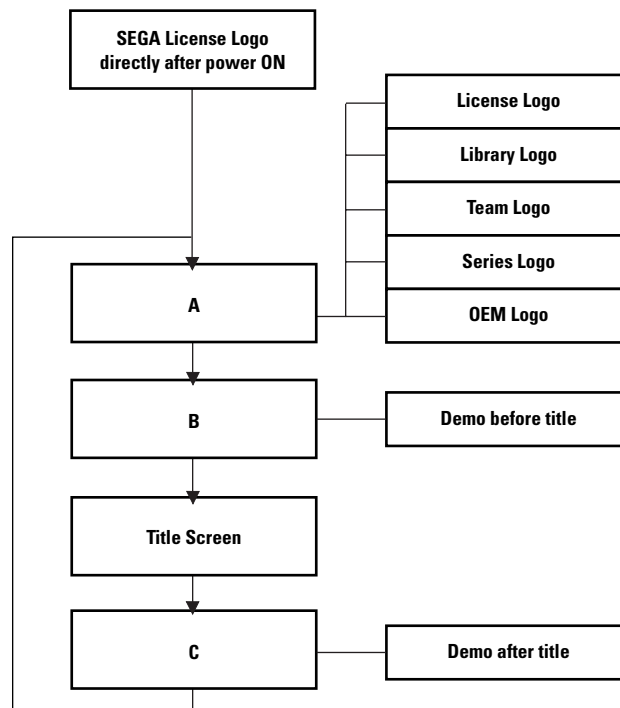 SEGA License Logo
directly after power ON
License Logo
Library Logo
Team Logo
Series Logo
OEM Logo
A
B
Demo before title
Title Screen
C
Demo after title